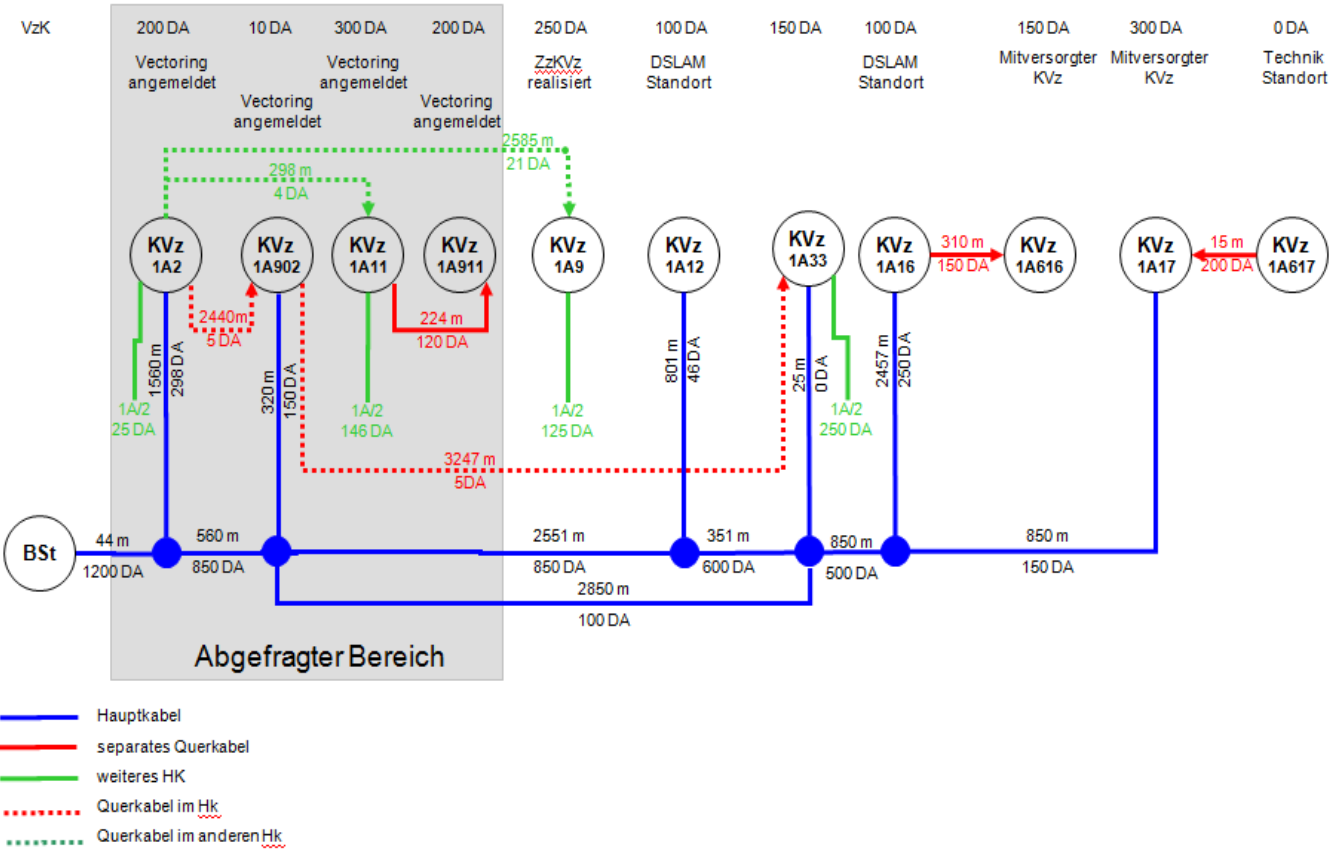 VzK
200 DA
10 DA
300 DA
200 DA
250 DA
100 DA
150 DA
100 DA
150 DA
300 DA
0 DA
Vectoring
angemeldet
Vectoring
angemeldet
Vectoring
angemeldet
Vectoring
angemeldet
ZzKVz
realisiert
DSLAM
Standort
DSLAM
Standort
Mitversorgter
KVz
Mitversorgter
KVz
Technik
Standort
2585 m
21 DA
298 m
4 DA
KVz
1A2
KVz
1A902
KVz
1A11
KVz
1A911
KVz
1A9
KVz
1A12
KVz
1A33
KVz
1A16
310 m
150 DA
KVz
1A616
KVz
1A17
15 m
200 DA
KVz
1A617
2440m
5 DA
224 m
120 DA
1560 m
298 DA
320m
150 DA
801 m
46 DA
25 m
0 DA
2457 m
250 DA
1A/2
25 DA
1A/2
146 DA
1A/2
125 DA
1A/2
250 DA
3247 m
5DA
BSt
44 m
1200 DA
560 m
850 DA
2551 m
850 DA
351 m
600 DA
850 m
500 DA
850 m
150 DA
2850 m
100 DA
Abgefragter Bereich
Hauptkabel
separates Querkabel
weiteres HK
Querkabel im Hk
Querkabel im anderen Hk